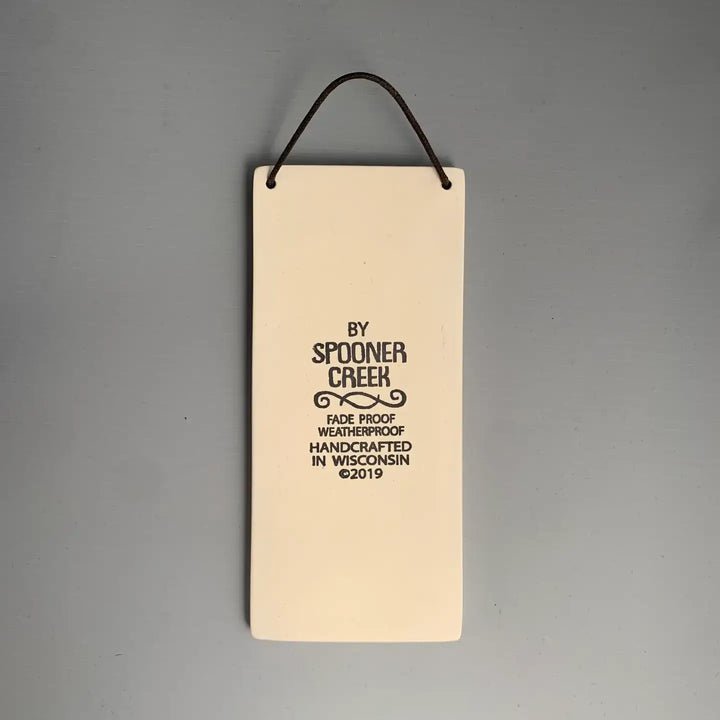 BY
SPOONER
CREEK
FADE PROOF
WEATHERPROOF
HANDCRAFTED
IN WISCONSIN
©2019